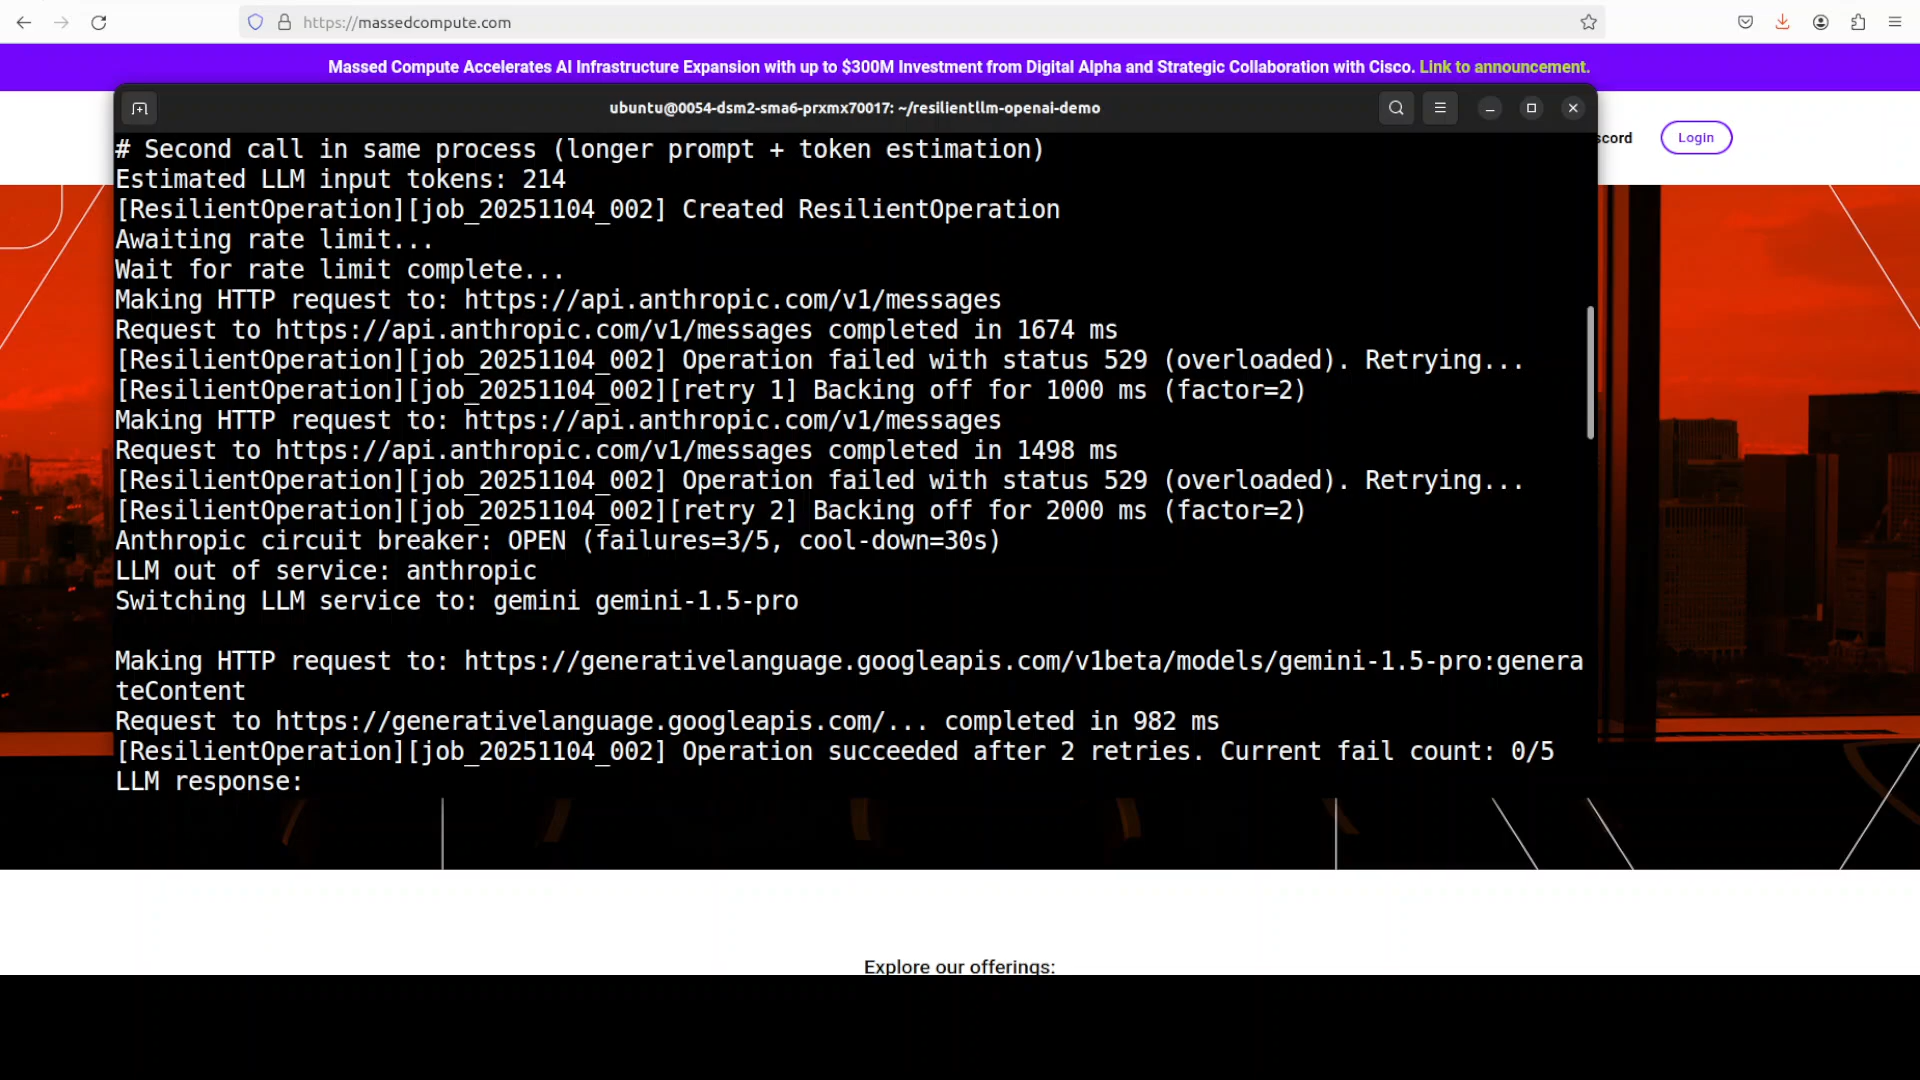 https://massedcompute.com
Massed Compute Accelerates AI Infrastructure Expansion with up to $300M Investment from Digital Alpha and Strategic Collaboration with Cisco. Link to announcement.
ubuntu@0054-dsm2-sma6-prxmx70017: ~/resilientllm-openai-demo
scord
Login
# Second call in same process (longer prompt + token estimation)
Estimated LLM input tokens: 214
[ResilientOperation][job_20251104_002] Created ResilientOperation
Awaiting rate limit...
Wait for rate limit complete...
Making HTTP request to: https://api.anthropic.com/v1/messages
Request to https://api.anthropic.com/v1/messages completed in 1674 ms
[ResilientOperation][job_20251104_002] Operation failed with status 529 (overloaded). Retrying...
[ResilientOperation][job_20251104_002][retry 1] Backing off for 1000 ms (factor=2)
Making HTTP request to: https://api.anthropic.com/v1/messages
Request to https://api.anthropic.com/v1/messages completed in 1498 ms
[ResilientOperation][job_20251104_002] Operation failed with status 529 (overloaded). Retrying...
[ResilientOperation][job_20251104_002][retry 2] Backing off for 2000 ms (factor=2)
Anthropic circuit breaker: OPEN (failures=3/5, cool-down=30s)
LLM out of service: anthropic
Switching LLM service to: gemini gemini-1.5-pro
Making HTTP request to: https://generativelanguage.googleapis.com/v1beta/models/gemini-1.5-pro:genera
teContent
Request to https://generativelanguage.googleapis.com/... completed in 982 ms
[ResilientOperation][job_20251104_002] Operation succeeded after 2 retries. Current fail count: 0/5
LLM response:
Explore our offerings: